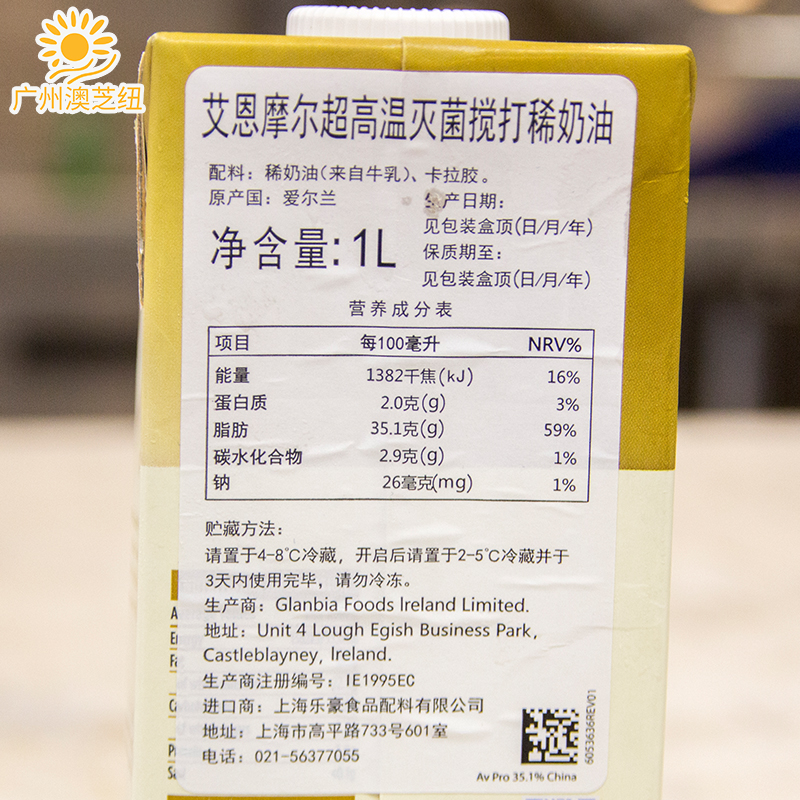 广州澳芝纽
艾恩摩尔超高温灭菌搅打稀奶油
配料：稀奶油（来自牛乳）、卡拉胶。
原产国：爱尔兰
生产日期：
见包装盒顶(日/月/年)
净含量：1L
保质期至：
见包装盒顶(日/月/年)
营养成分表
项目 每100毫升 NRV%
能量 1382千焦(kJ) 16%
蛋白质 2.0克(g) 3%
脂肪 35.1克(g) 59%
碳水化合物 2.9克(g) 1%
钠 26毫克(mg) 1%
贮藏方法：
请置于4-8℃冷藏，开启后请置于2-5℃冷藏并于
3天内使用完毕，请勿冷冻。
生产商：Glanbia Foods Ireland Limited.
地址：Unit 4 Lough Egish Business Park,
Castleblayney, Ireland.
生产商注册编号：IE1995EC
进口商：上海乐豪食品配料有限公司
地址：上海市高平路733号601室
电话：021-56377055
6053636REV01
Av Pro 35.1% China